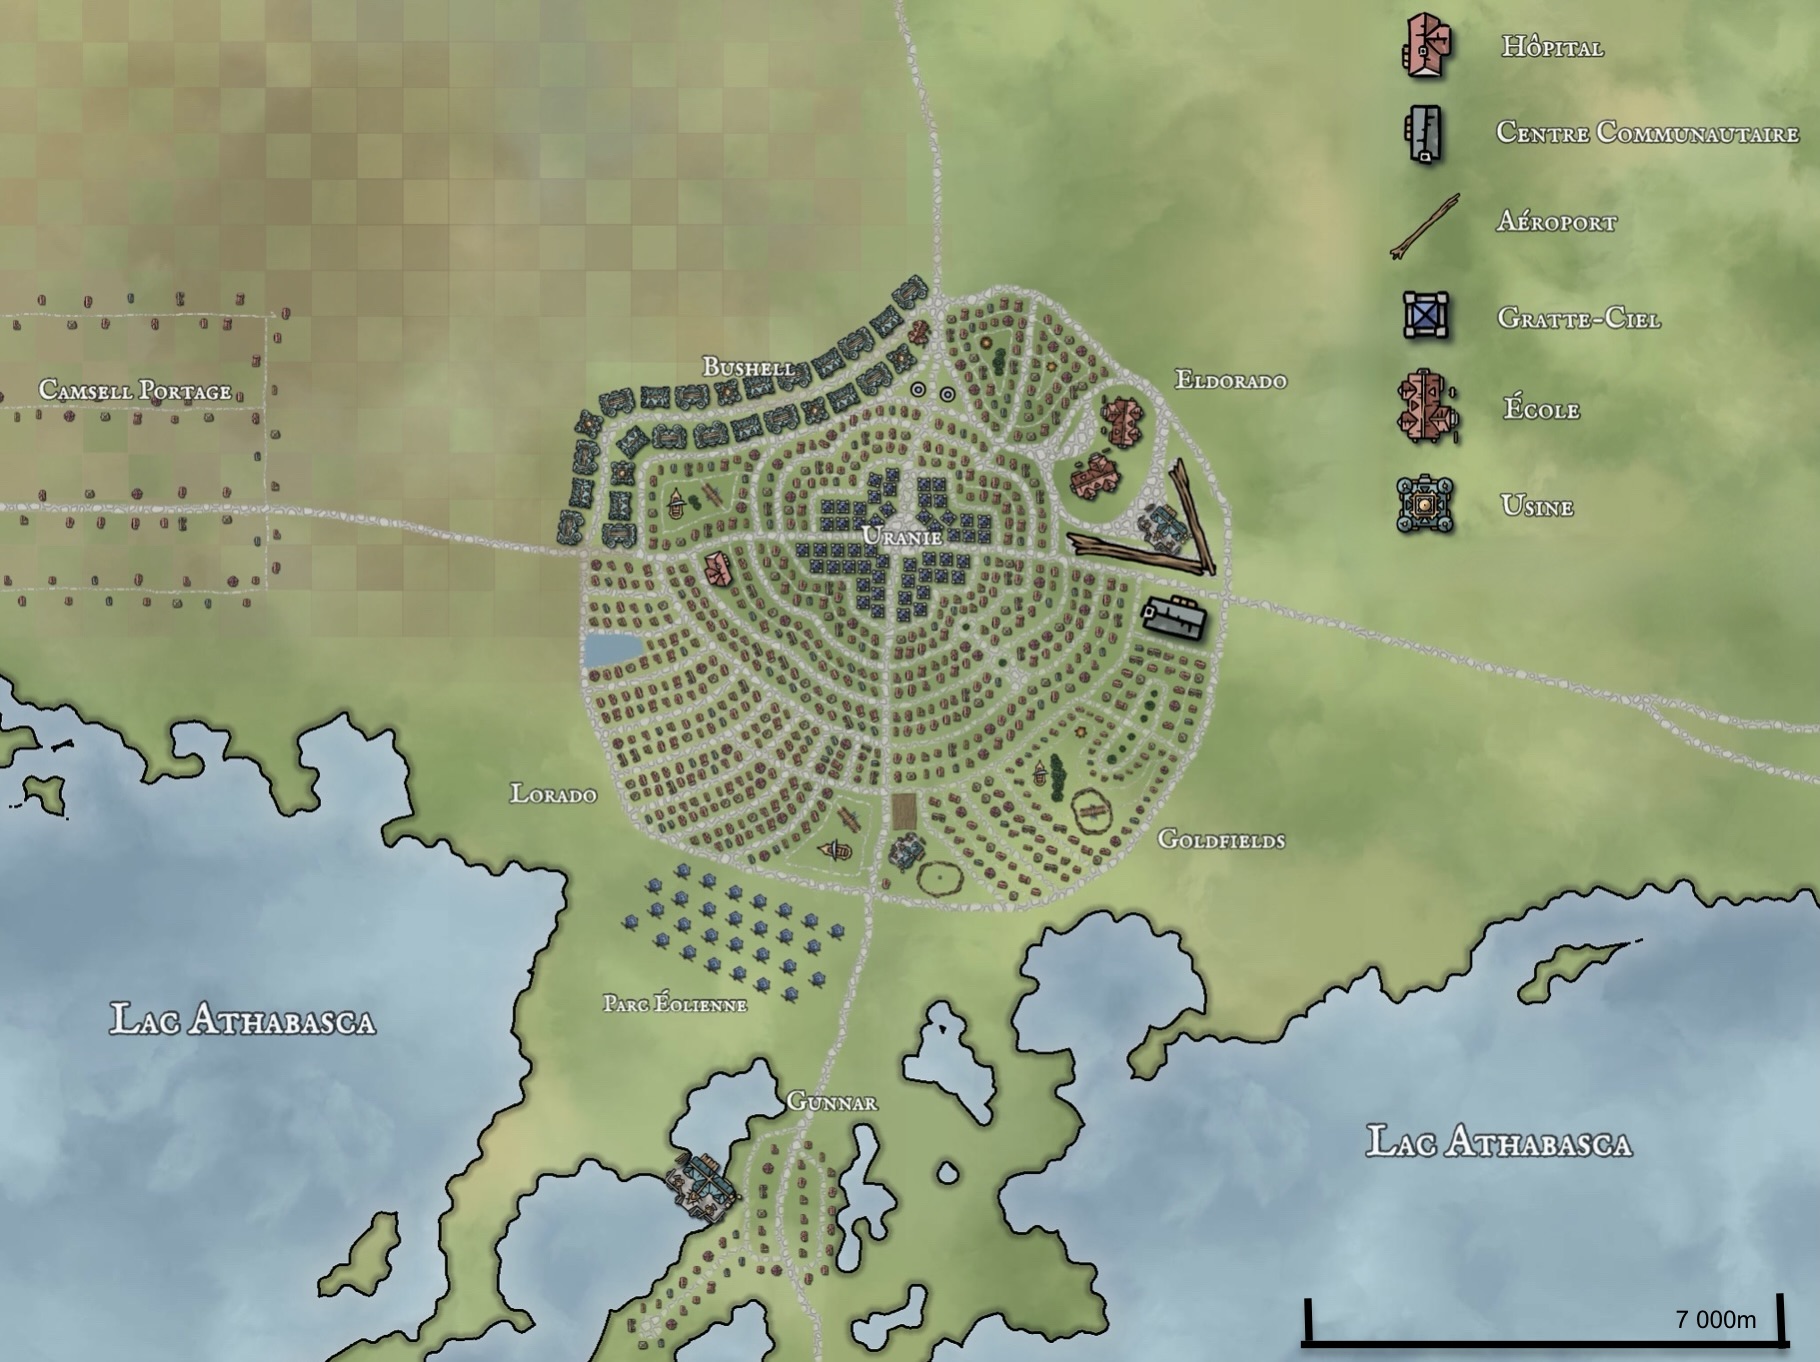 Hôpital
Centre Communautaire
Aéroport
Gratte-Ciel
École
Usine
Bushell
Eldorado
Camsell Portage
Uranie
Lorado
Goldfields
Parc Éolienne
Lac Athabasca
Gunnar
Lac Athabasca
7 000m